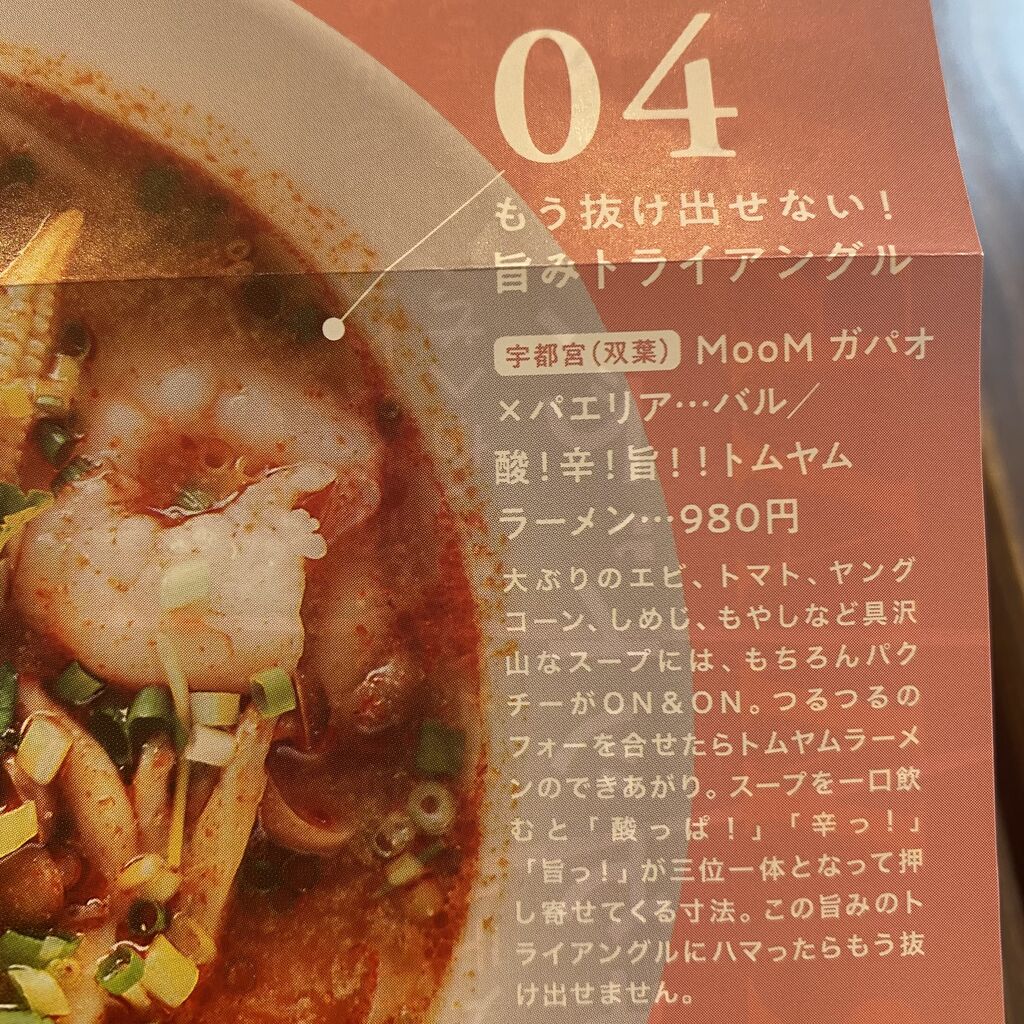 04
もう抜け出せない！
旨みトライアングル
宇都宮（双葉） MooM ガパオ
×パエリア…バル／
酸！辛！旨！！トムヤム
ラーメン…980円
大ぶりのエビ、トマト、ヤング
コーン、しめじ、もやしなど具沢
山なスープには、もちろんパク
チーがON＆ON。つるつるの
フォーを合せたらトムヤムラーメ
ンのできあがり。スープを一口飲
むと「酸っぱ！」「辛っ！」
「旨っ！」が三位一体となって押
し寄せてくる寸法。この旨みのト
ライアングルにハマったらもう抜
け出せません。